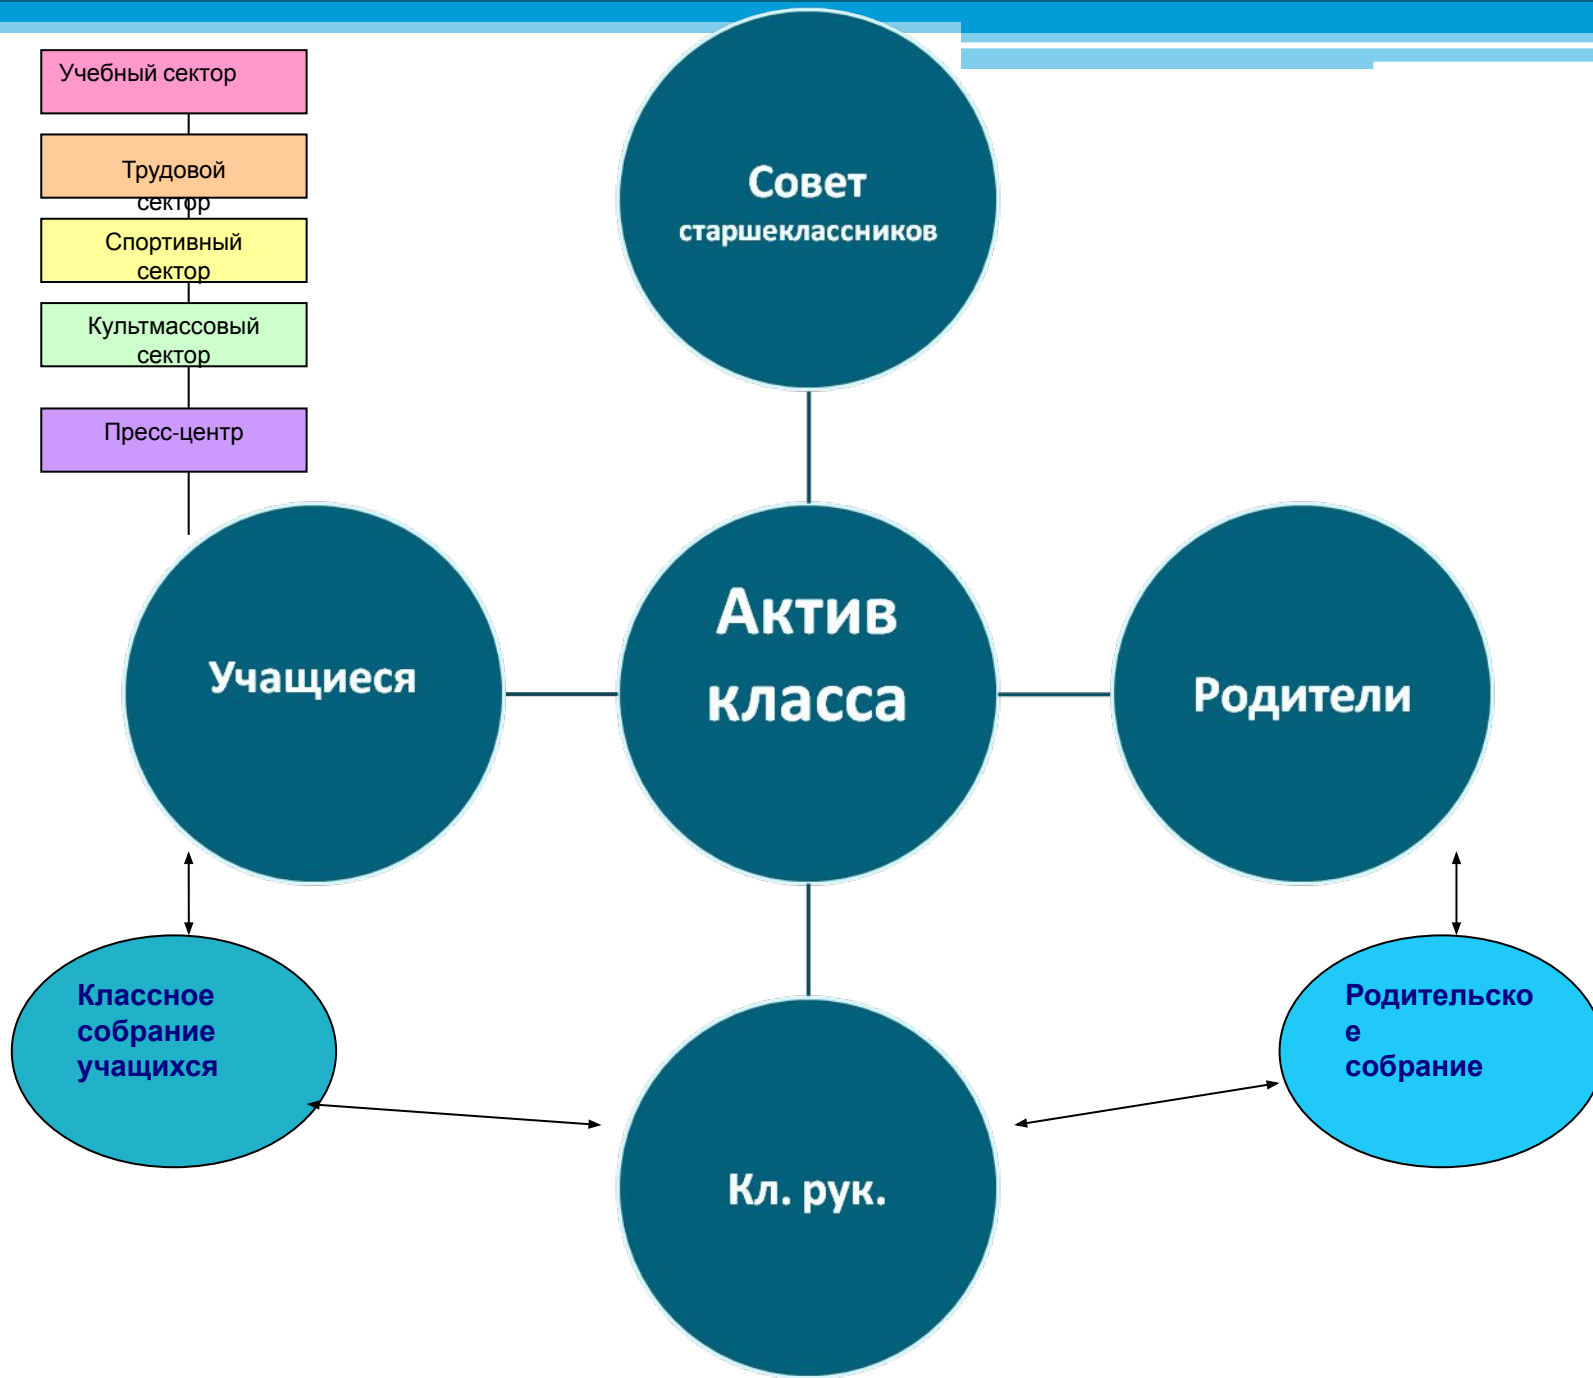 Учебный сектор
Трудовой
сектор
Спортивный
сектор
Культмассовый
сектор
Пресс-центр
Совет
старшеклассников
Учащиеся
Актив
класса
Родители
Классное
собрание
учащихся
Родительско
е
собрание
Кл. рук.